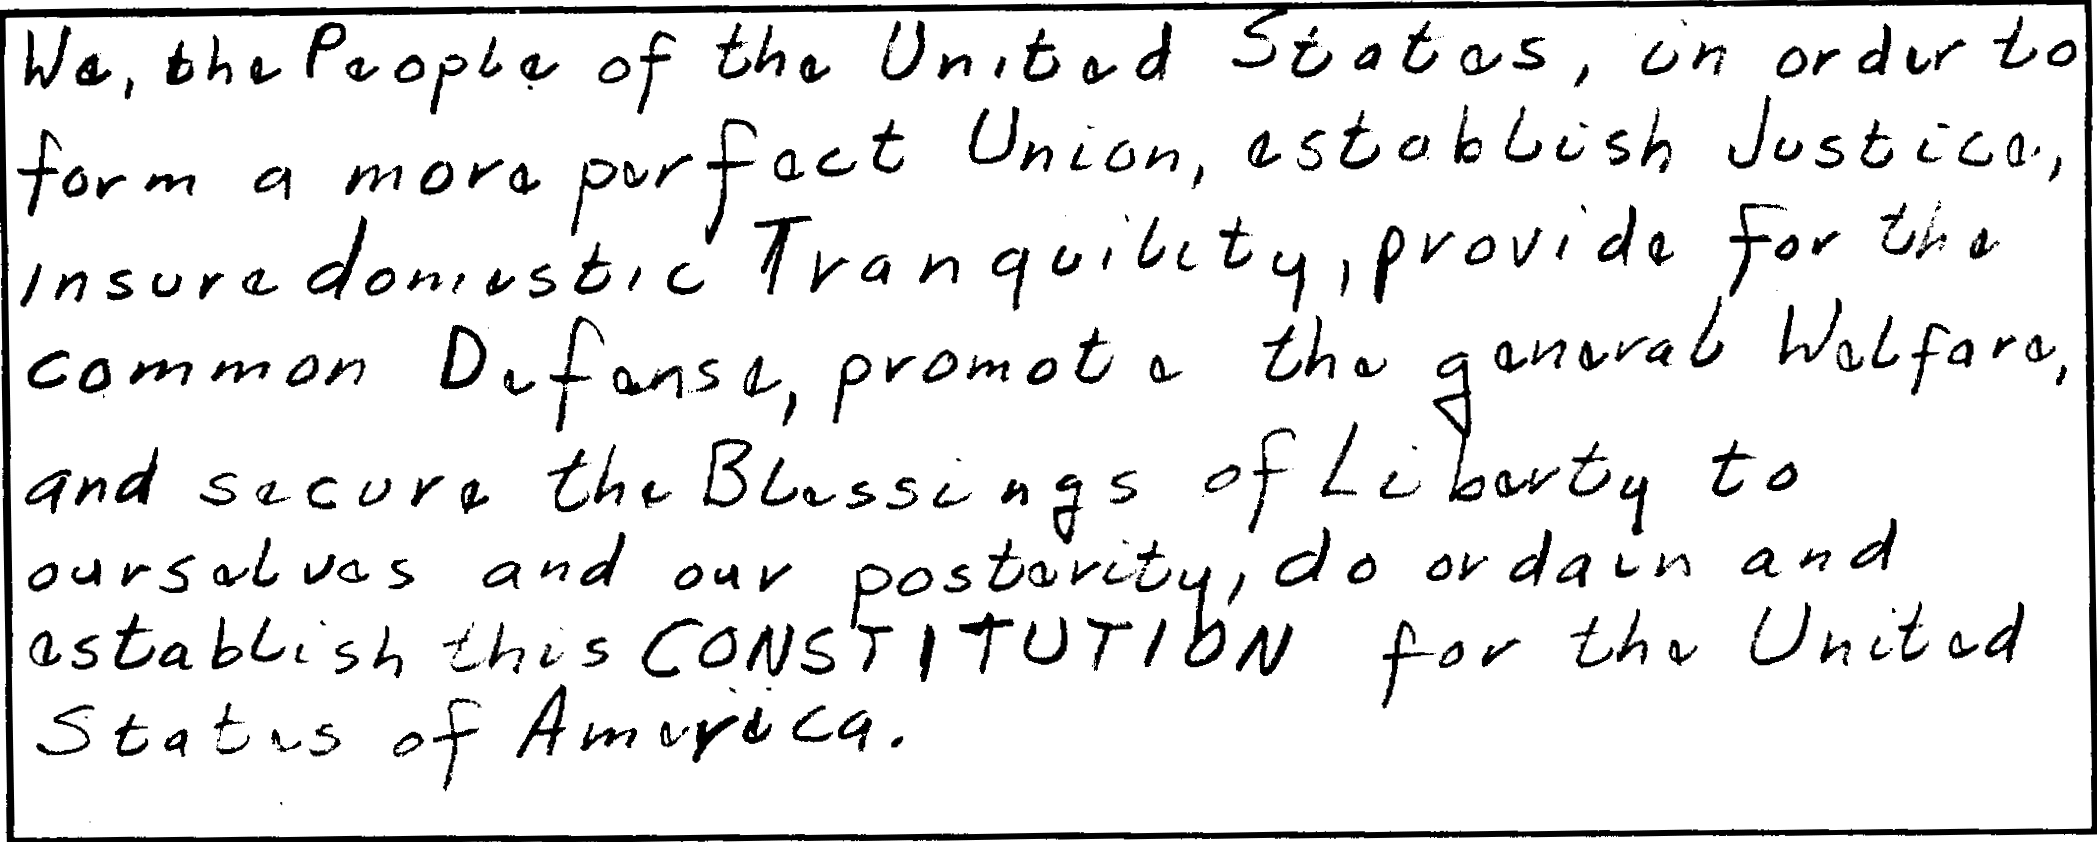 We, the People of the United States, in order to
form a more perfect Union, establish Justice,
insure domestic Tranquility, provide for the
common Defense, promote the general Welfare,
and secure the Blessings of Liberty to
ourselves and our posterity, do ordain and
establish this CONSTITUTION for the United
States of America.